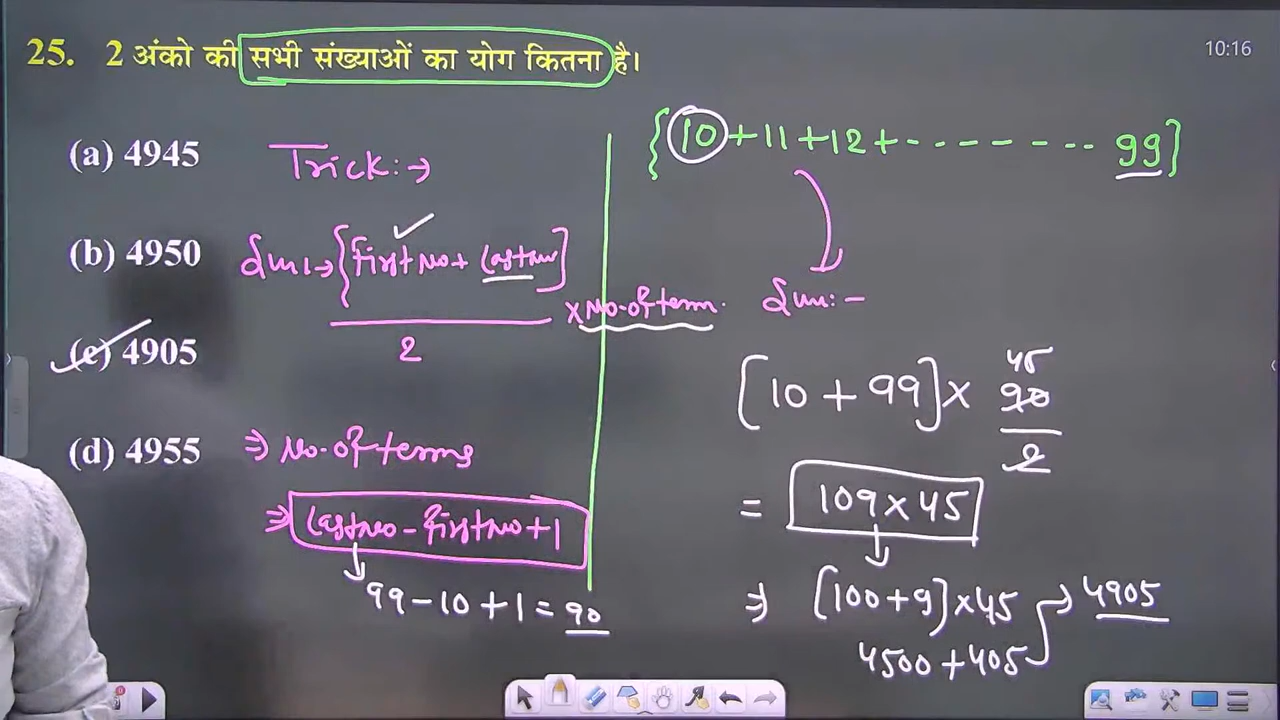 25. 2 अंको की सभी संख्याओं का योग कितना है।
10:16
(a) 4945
(b) 4950
(c) 4905
(d) 4955
Trick:→
Sum→ {first no + last no}
2
× No. of term.
⇒ No. of terms
⇒ last no - first no + 1
99 - 10 + 1 = 90
{10 + 11 + 12 + - - - - - - - - 99}
Sum:-
[10 + 99] × 90
45
2
= 109 × 45
⇒ [100 + 9] × 45
4500 + 405
→ 4905